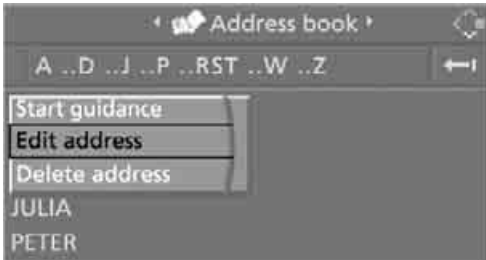 Address book
A ..D ..J ..P ..RST ..W ..Z
Start guidance
Edit address
Delete address
JULIA
PETER